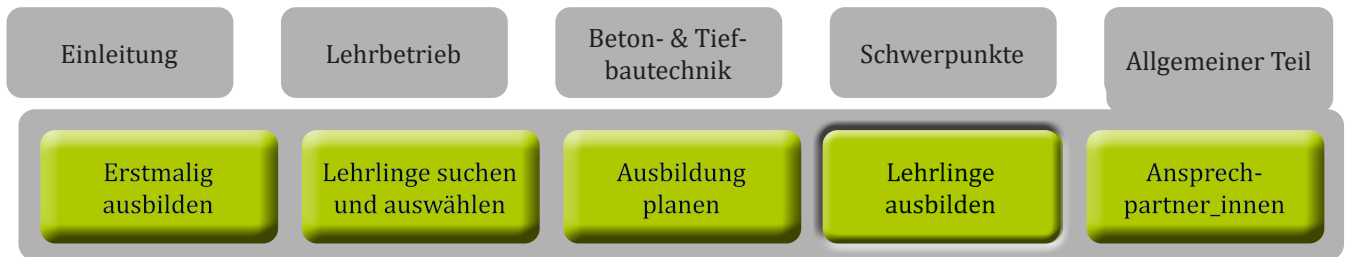 Einleitung
Lehrbetrieb
Beton- & Tief-
bautechnik
Schwerpunkte
Allgemeiner Teil
Erstmalig
ausbilden
Lehrlinge suchen
und auswählen
Ausbildung
planen
Lehrlinge
ausbilden
Ansprech-
partner_innen